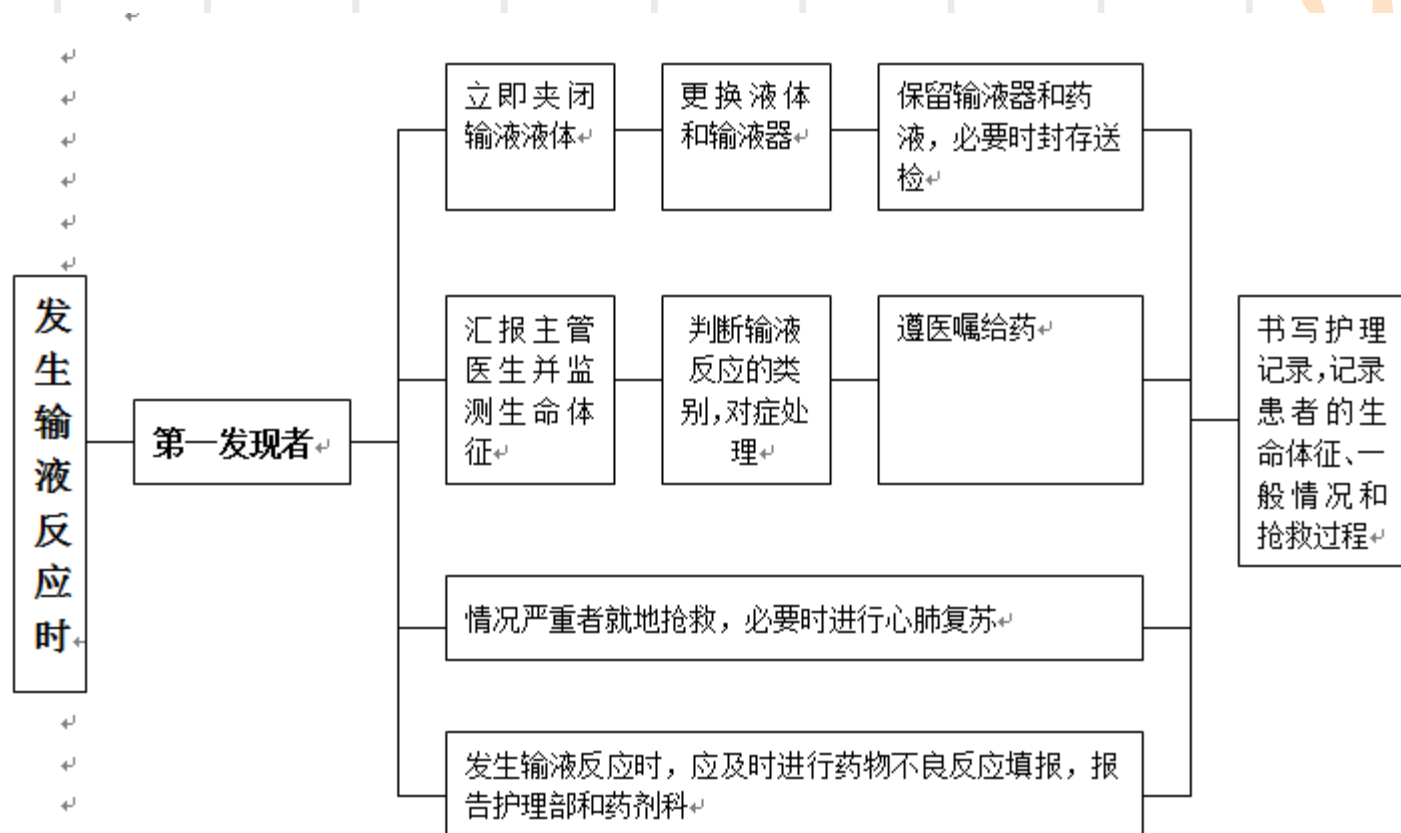 发生输液反应时
第一发现者
立即夹闭
输液液体
更换液体
和输液器
保留输液器和药
液，必要时封存送
检
汇报主管
医生并监
测生命体
征
判断输液
反应的类
别，对症处
理
遵医嘱给药
情况严重者就地抢救，必要时进行心肺复苏
发生输液反应时，应及时进行药物不良反应填报，报
告护理部和药剂科
书写护理
记录，记录
患者的生
命体征、一
般情况和
抢救过程